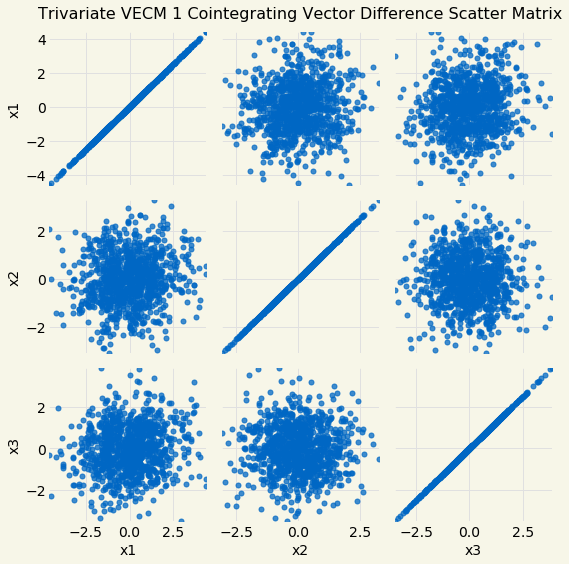 Trivariate VECM 1 Cointegrating Vector Difference Scatter Matrix
4
2
0
−2
−4
x1
2
0
−2
x2
2
0
−2
x3
−2.5 0.0 2.5 −2.5 0.0 2.5 −2.5 0.0 2.5
x1 x2 x3